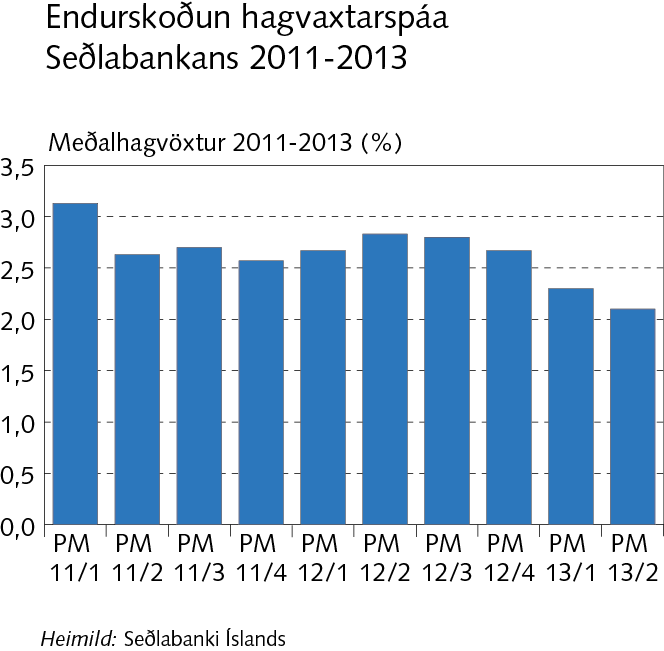 Endurskoðun hagvaxtarspáa
Seðlabankans 2011-2013
Meðalhagvöxtur 2011-2013 (%)
3,5
3,0
2,5
2,0
1,5
1,0
0,5
0,0
PM PM PM PM PM PM PM PM PM PM
11/1 11/2 11/3 11/4 12/1 12/2 12/3 12/4 13/1 13/2
Heimild: Seðlabanki Íslands